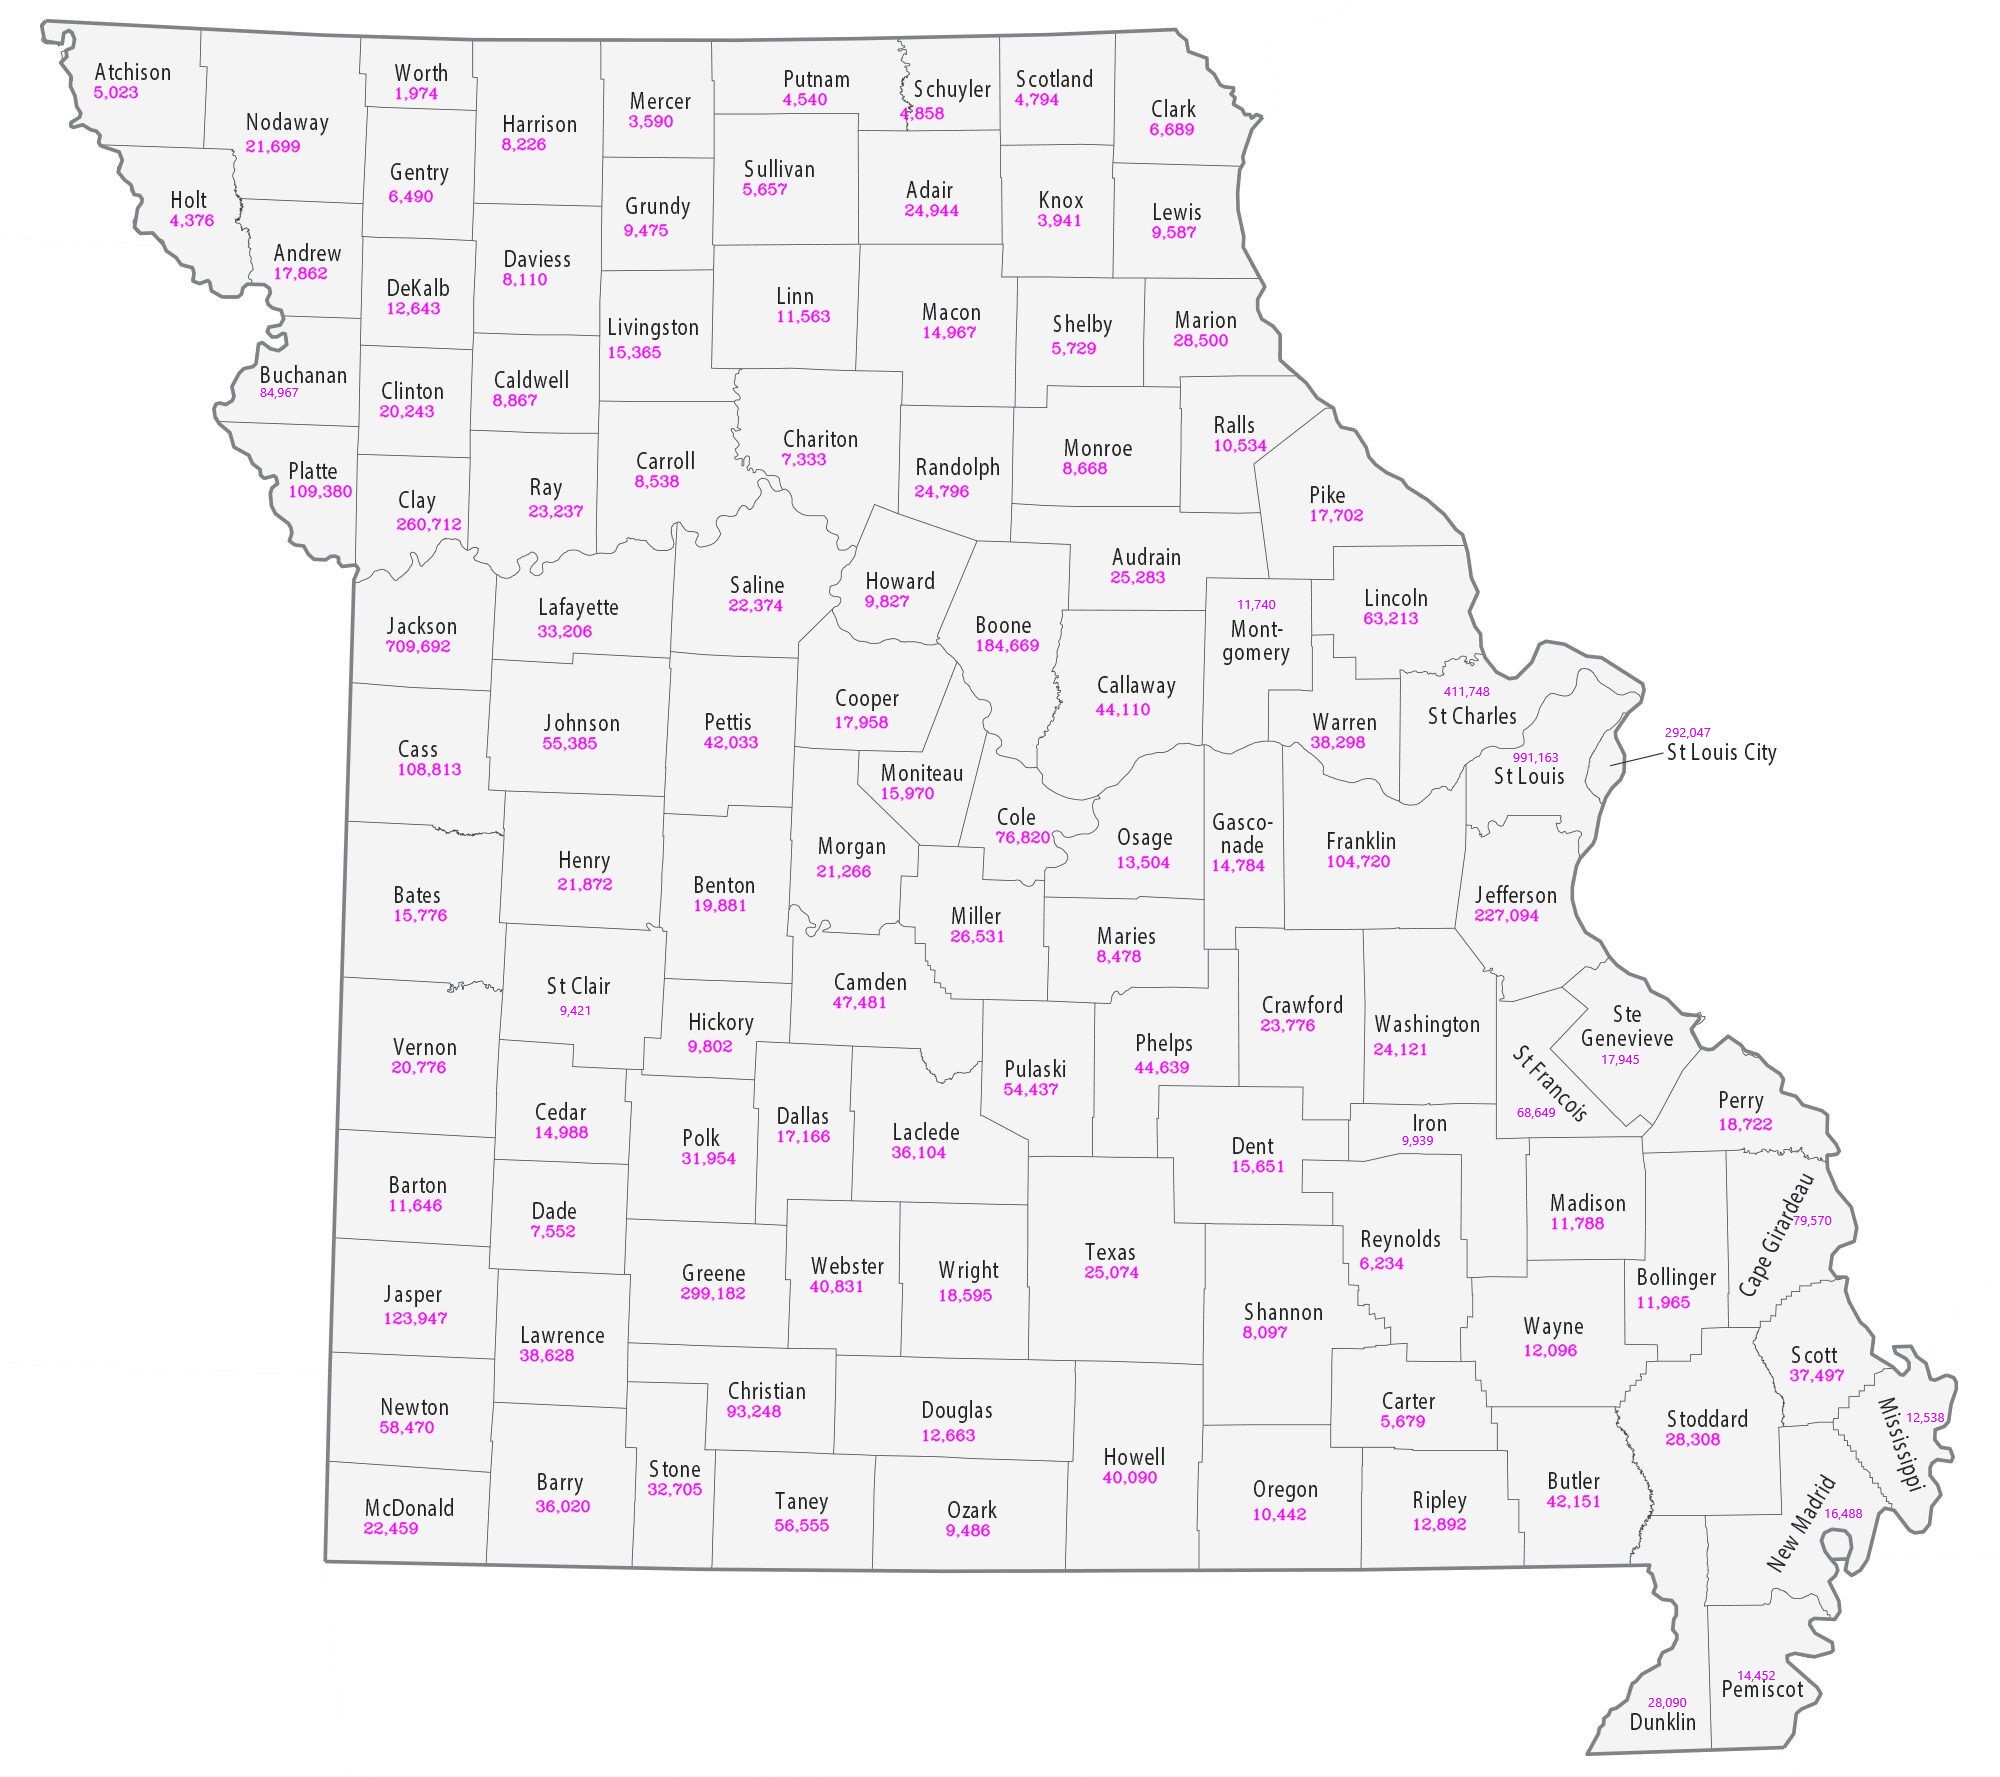 Atchison
5,023
Nodaway
21,699
Worth
1,974
Harrison
8,226
Mercer
3,590
Putnam
4,540
Schuyler
4,858
Scotland
4,794
Clark
6,689
Holt
4,376
Gentry
6,490
Sullivan
5,657
Adair
24,944
Knox
3,941
Lewis
9,587
Grundy
9,475
Andrew
17,862
DeKalb
12,643
Daviess
8,110
Livingston
15,365
Linn
11,563
Macon
14,967
Shelby
5,729
Marion
28,500
Buchanan
84,967
Clinton
20,243
Caldwell
8,867
Carroll
8,538
Chariton
7,333
Randolph
24,796
Monroe
8,668
Ralls
10,534
Platte
109,380
Clay
260,712
Ray
23,237
Pike
17,702
Jackson
709,692
Lafayette
33,206
Saline
22,374
Howard
9,827
Boone
184,669
Audrain
25,283
11,740
Mont-
gomery
Lincoln
63,213
Cass
108,813
Johnson
55,385
Pettis
42,033
Cooper
17,958
Callaway
44,110
Warren
38,298
411,748
St Charles
991,163
St Louis
292,047
St Louis City
Moniteau
15,970
Cole
76,820
Morgan
21,266
Osage
13,504
Gasco-
nade
14,784
Franklin
104,720
Jefferson
227,094
Bates
15,776
Henry
21,872
Benton
19,881
Miller
26,531
Maries
8,478
St Clair
9,421
Camden
47,481
Crawford
23,776
Washington
24,121
Ste
Genevieve
17,945
St Francois
68,649
Vernon
20,776
Hickory
9,802
Pulaski
54,437
Phelps
44,639
Perry
18,722
Cedar
14,988
Polk
31,954
Dallas
17,166
Laclede
36,104
Dent
15,651
Iron
9,939
Barton
11,646
Dade
7,552
Madison
11,788
Cape Girardeau
79,570
Jasper
123,947
Greene
299,182
Webster
40,831
Wright
18,595
Texas
25,074
Reynolds
6,234
Bollinger
11,965
Lawrence
38,628
Shannon
8,097
Wayne
12,096
Scott
37,497
Newton
58,470
Christian
93,248
Douglas
12,663
Carter
5,679
Stoddard
28,308
Mississippi
12,538
McDonald
22,459
Barry
36,020
Stone
32,705
Taney
56,555
Ozark
9,486
Howell
40,090
Oregon
10,442
Ripley
12,892
Butler
42,151
New Madrid
16,488
14,452
Pemiscot
28,090
Dunklin